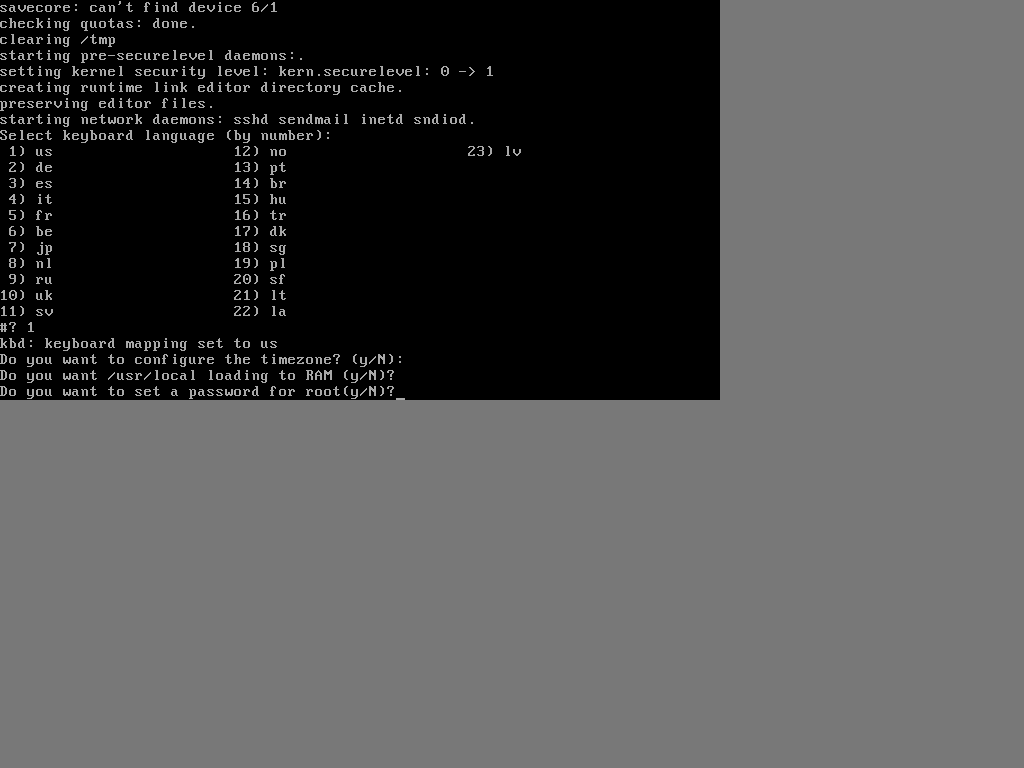 savecore: can't find device 6/1
checking quotas: done.
clearing /tmp
starting pre-securelevel daemons:.
setting kernel security level: kern.securelevel: 0 -> 1
creating runtime link editor directory cache.
preserving editor files.
starting network daemons: sshd sendmail inetd sndiod.
Select keyboard language (by number):
 1) us                    12) no                    23) lv
 2) de                    13) pt
 3) es                    14) br
 4) it                    15) hu
 5) fr                    16) tr
 6) be                    17) dk
 7) jp                    18) sg
 8) nl                    19) pl
 9) ru                    20) sf
10) uk                    21) lt
11) sv                    22) la
#? 1
kbd: keyboard mapping set to us
Do you want to configure the timezone? (y/N):
Do you want /usr/local loading to RAM (y/N)?
Do you want to set a password for root(y/N)?_